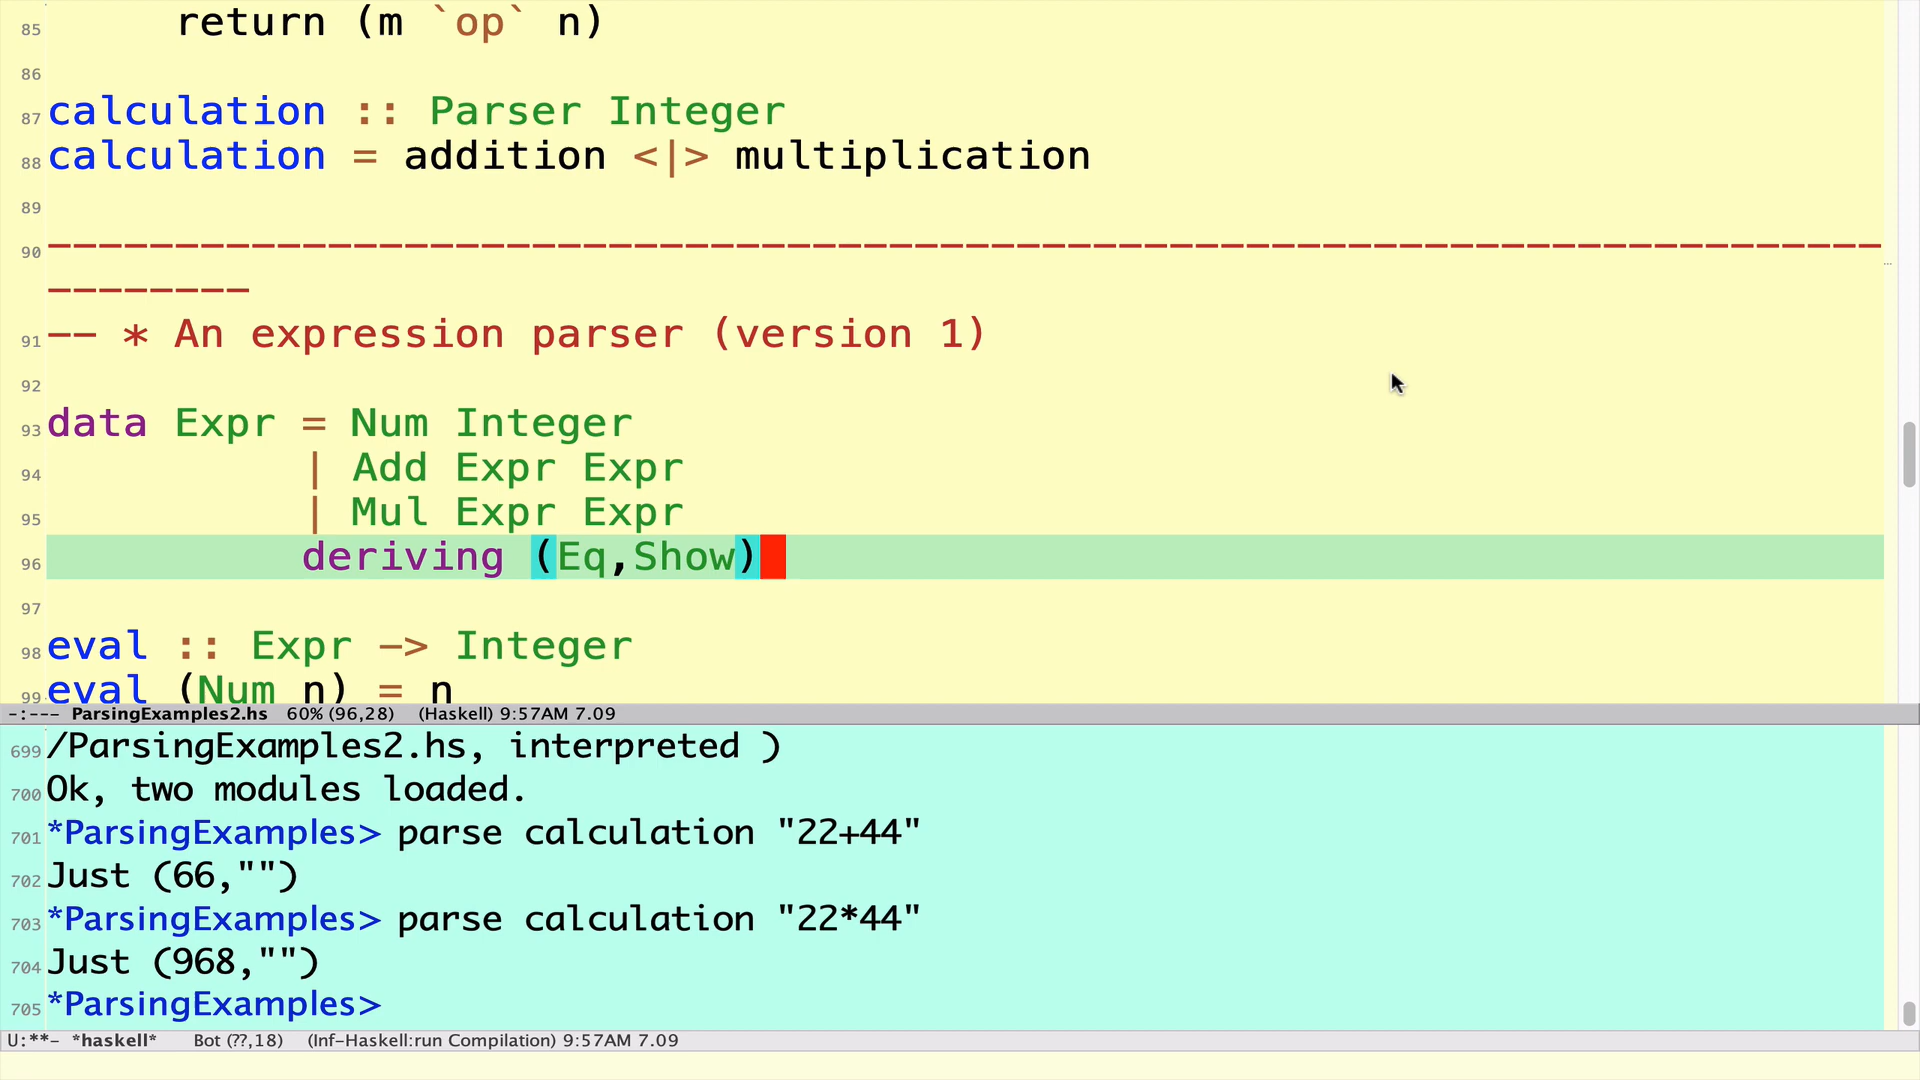 85 return (m `op` n)
86
87 calculation :: Parser Integer
88 calculation = addition <|> multiplication
89
90 ------------------------------------------------------------------------
--------
91 -- * An expression parser (version 1)
92
93 data Expr = Num Integer
94 | Add Expr Expr
95 | Mul Expr Expr
96 deriving (Eq,Show)
97
98 eval :: Expr -> Integer
99 eval (Num n) = n
-:--- ParsingExamples2.hs 60% (96,28) (Haskell) 9:57AM 7.09
699 /ParsingExamples2.hs, interpreted )
700 Ok, two modules loaded.
701 *ParsingExamples> parse calculation "22+44"
702 Just (66,"")
703 *ParsingExamples> parse calculation "22*44"
704 Just (968,"")
705 *ParsingExamples>
U:**- *haskell* Bot (??,18) (Inf-Haskell:run Compilation) 9:57AM 7.09